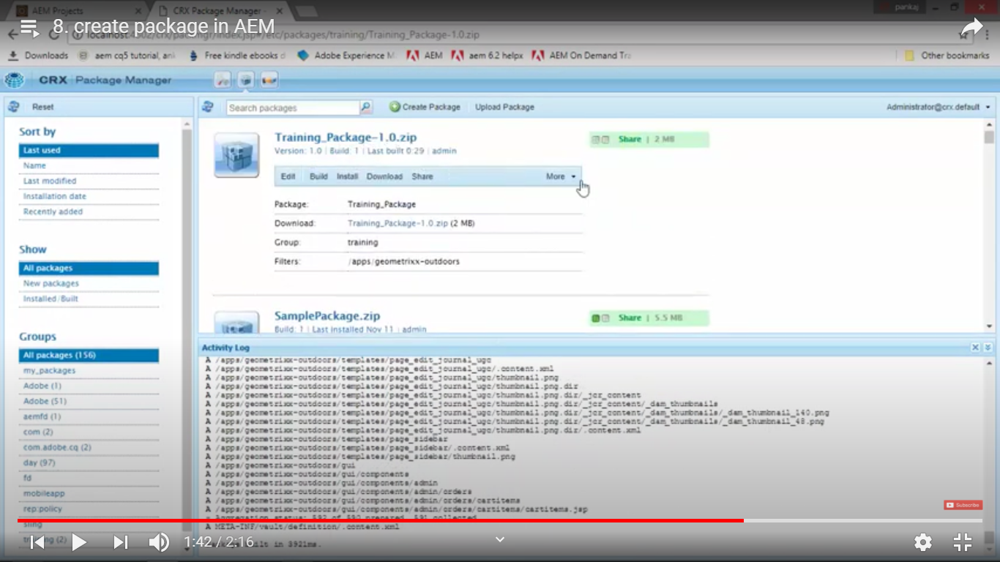 AEM Projects
CRX Package Manager
pankaj
8. create package in AEM
/etc/packages/training/Training_Package-1.0.zip
Downloads
aem cq5 tutorial, an
Free kindle ebooks
Adobe Experience M
AEM
aem 6.2 helpx
AEM On Demand Tra
Other bookmarks
CRX Package Manager
Reset
Search packages
Create Package
Upload Package
Administrator@crx.default
Sort by
Last used
Name
Last modified
Installation date
Recently added
Show
All packages
New packages
Installed/Built
Groups
All packages (156)
my_packages
Adobe (1)
Adobe (51)
aemfd (1)
com (2)
com.adobe.cq (2)
day (97)
fd
mobileapp
rep:policy
sling
Training_Package-1.0.zip
Share | 2 MB
Version: 1.0 | Build: 1 | Last built 0:29 | admin
Edit Build Install Download Share More
Package: Training_Package
Download: Training_Package-1.0.zip (2 MB)
Group: training
Filters: /apps/geometrixx-outdoors
SamplePackage.zip
Share | 5.5 MB
Build: 1 | Last installed Nov 11 | admin
Activity Log
A /apps/geometrixx-outdoors/templates/page_edit_journal_ugc
A /apps/geometrixx-outdoors/templates/page_edit_journal_ugc/.content.xml
A /apps/geometrixx-outdoors/templates/page_edit_journal_ugc/thumbnail.png
A /apps/geometrixx-outdoors/templates/page_edit_journal_ugc/thumbnail.png.dir
A /apps/geometrixx-outdoors/templates/page_edit_journal_ugc/thumbnail.png.dir/_jcr_content
A /apps/geometrixx-outdoors/templates/page_edit_journal_ugc/thumbnail.png.dir/_jcr_content/_dam_thumbnails
A /apps/geometrixx-outdoors/templates/page_edit_journal_ugc/thumbnail.png.dir/_jcr_content/_dam_thumbnails/_dam_thumbnail_140.png
A /apps/geometrixx-outdoors/templates/page_edit_journal_ugc/thumbnail.png.dir/_jcr_content/_dam_thumbnails/_dam_thumbnail_48.png
A /apps/geometrixx-outdoors/templates/page_edit_journal_ugc/thumbnail.png.dir/.content.xml
A /apps/geometrixx-outdoors/templates/page_sidebar
A /apps/geometrixx-outdoors/templates/page_sidebar/.content.xml
A /apps/geometrixx-outdoors/templates/page_sidebar/thumbnail.png
A /apps/geometrixx-outdoors/gui
A /apps/geometrixx-outdoors/gui/components
A /apps/geometrixx-outdoors/gui/components/admin
A /apps/geometrixx-outdoors/gui/components/admin/orders
A /apps/geometrixx-outdoors/gui/components/admin/orders/cartitems
A /apps/geometrixx-outdoors/gui/components/admin/orders/cartitems/cartitems.jsp
- Aggregation status: 592 of 590 prepared, 591 collected
A META-INF/vault/definition/.content.xml
built in 3921ms.
Subscribe
1:42 / 2:16